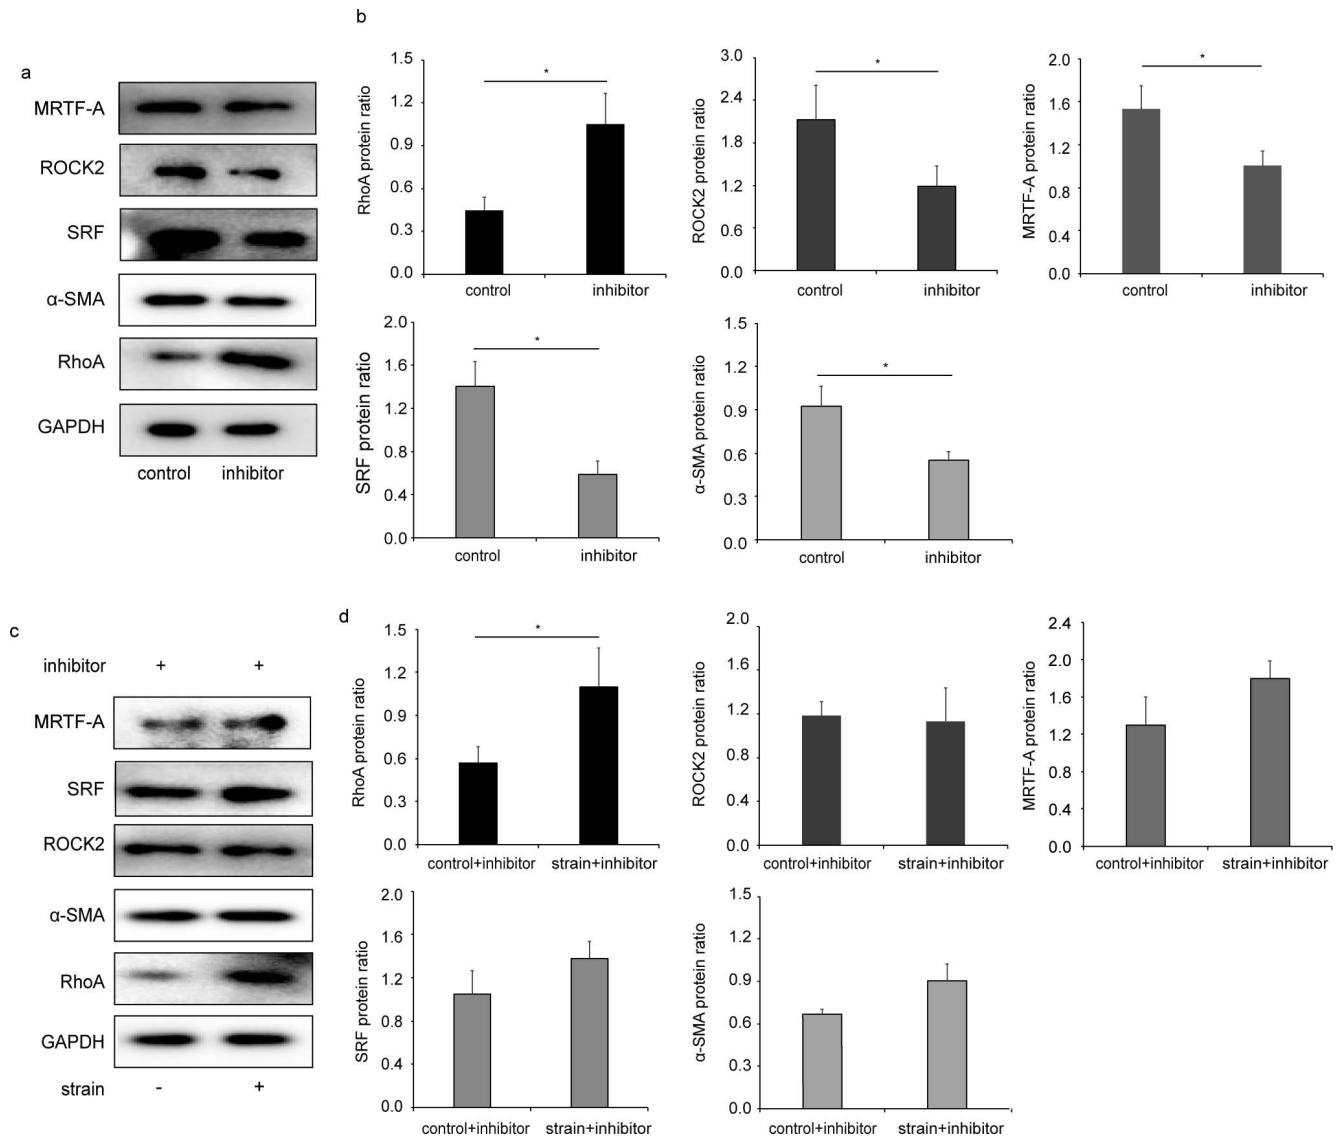 a
MRTF-A
ROCK2
SRF
α-SMA
RhoA
GAPDH
control inhibitor
b
RhoA protein ratio
1.5
1.2
0.9
0.6
0.3
0.0
*
control inhibitor
ROCK2 protein ratio
3.0
2.4
1.8
1.2
0.6
0.0
*
control inhibitor
MRTF-A protein ratio
2.0
1.6
1.2
0.8
0.4
0.0
*
control inhibitor
SRF protein ratio
2.0
1.6
1.2
0.8
0.4
0.0
*
control inhibitor
α-SMA protein ratio
1.5
1.2
0.9
0.6
0.3
0.0
*
control inhibitor
c
inhibitor + +
MRTF-A
SRF
ROCK2
α-SMA
RhoA
GAPDH
strain - +
d
RhoA protein ratio
1.5
1.2
0.9
0.6
0.3
0.0
*
control+inhibitor strain+inhibitor
ROCK2 protein ratio
2.0
1.6
1.2
0.8
0.4
0.0
control+inhibitor strain+inhibitor
MRTF-A protein ratio
2.4
2.0
1.6
1.2
2.4
0.0
control+inhibitor strain+inhibitor
SRF protein ratio
2.0
1.6
1.2
0.8
0.4
0.0
control+inhibitor strain+inhibitor
α-SMA protein ratio
1.5
1.2
0.9
0.6
0.3
0.0
control+inhibitor strain+inhibitor